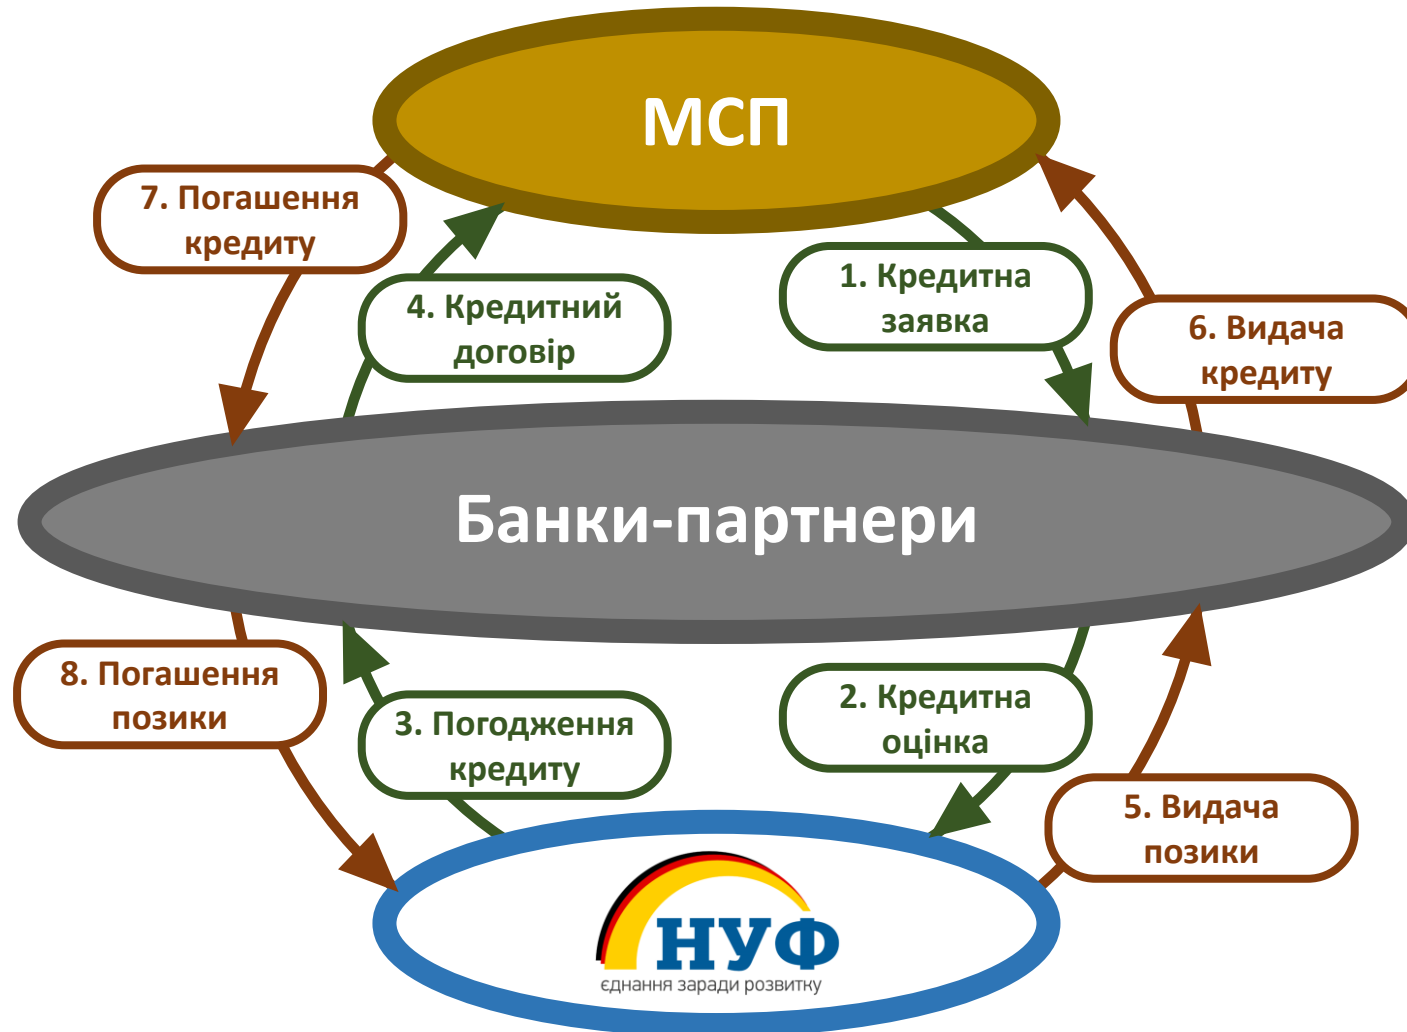 МСП
7. Погашення
кредиту
4. Кредитний
договір
1. Кредитна
заявка
6. Видача
кредиту
Банки-партнери
8. Погашення
позики
3. Погодження
кредиту
2. Кредитна
оцінка
5. Видача
позики
НУФ
єднання заради розвитку